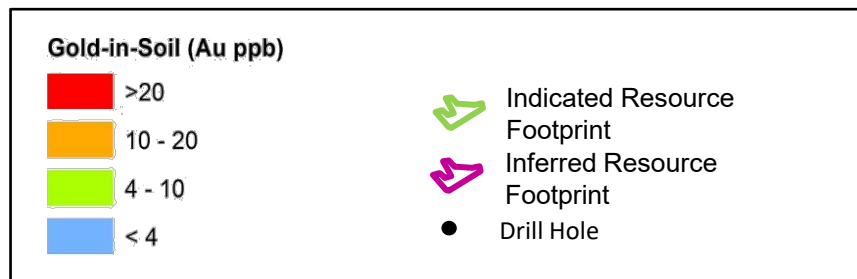 Gold-in-Soil (Au ppb)
>20
10 - 20
4 - 10
< 4
Indicated Resource
Footprint
Inferred Resource
Footprint
Drill Hole